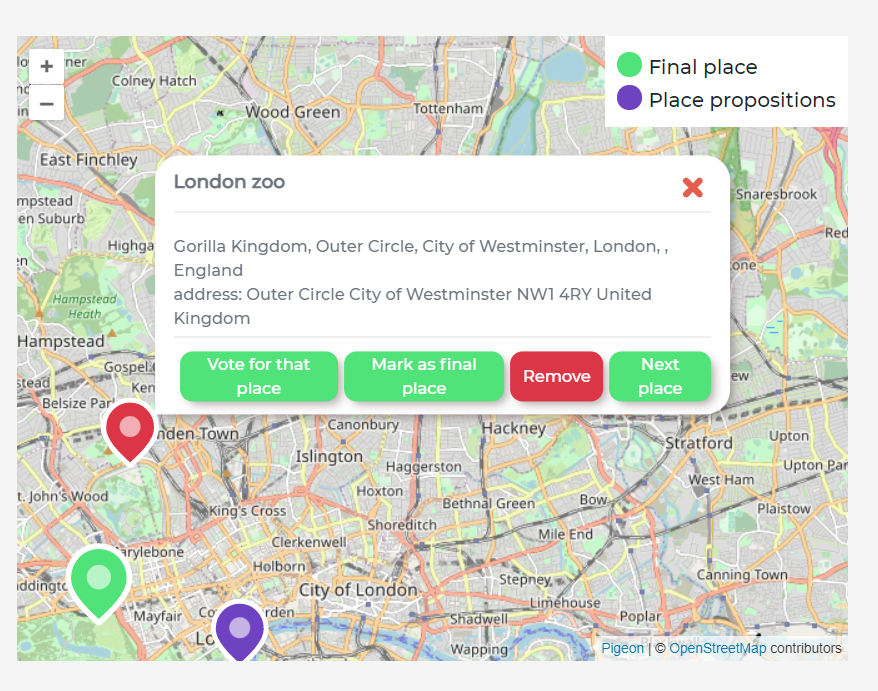 +
−
Final place
Place propositions
Colney Hatch
Wood Green
Tottenham
East Finchley
London zoo
Snaresbrook
mpstead
en Suburb
Highga
Red
Gorilla Kingdom, Outer Circle, City of Westminster, London, ,
England
address: Outer Circle City of Westminster NW1 4RY United
Kingdom
tone
Hampstead
Heath
Hampstead
Gospel
Vote for that
place
Mark as final
place
Remove
Next
place
stead
Ken
ew
Belsize Par
nden Town
Canonbury
Hackney
Stratford
Upton
Islington
Haggerston
Upton Par
West Ham
t. John's Wood
Hoxton
Bethnal Green
Bow
Plaistow
King's Cross
Shoreditch
Mile End
Clerkenwell
arylebone
Holborn
Stepney
Canning Town
addingto
City of London
Limehouse
Mayfair
Co
rden
Shadwell
Poplar
Lo
Wapping
Pigeon | © OpenStreetMap contributors